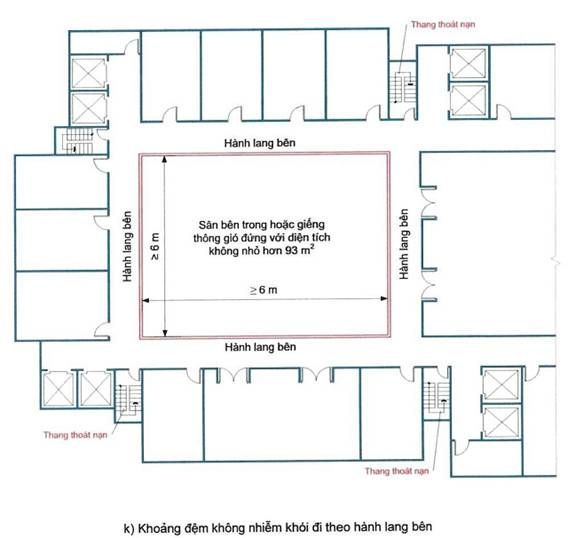 Thang thoát nạn
Hành lang bên
Hành lang bên
≥ 6 m
Sân bên trong hoặc giếng
thông gió đứng với diện tích
không nhỏ hơn 93 m²
Hành lang bên
≥ 6 m
Hành lang bên
Thang thoát nạn
Thang thoát nạn
k) Khoảng đệm không nhiễm khói đi theo hành lang bên